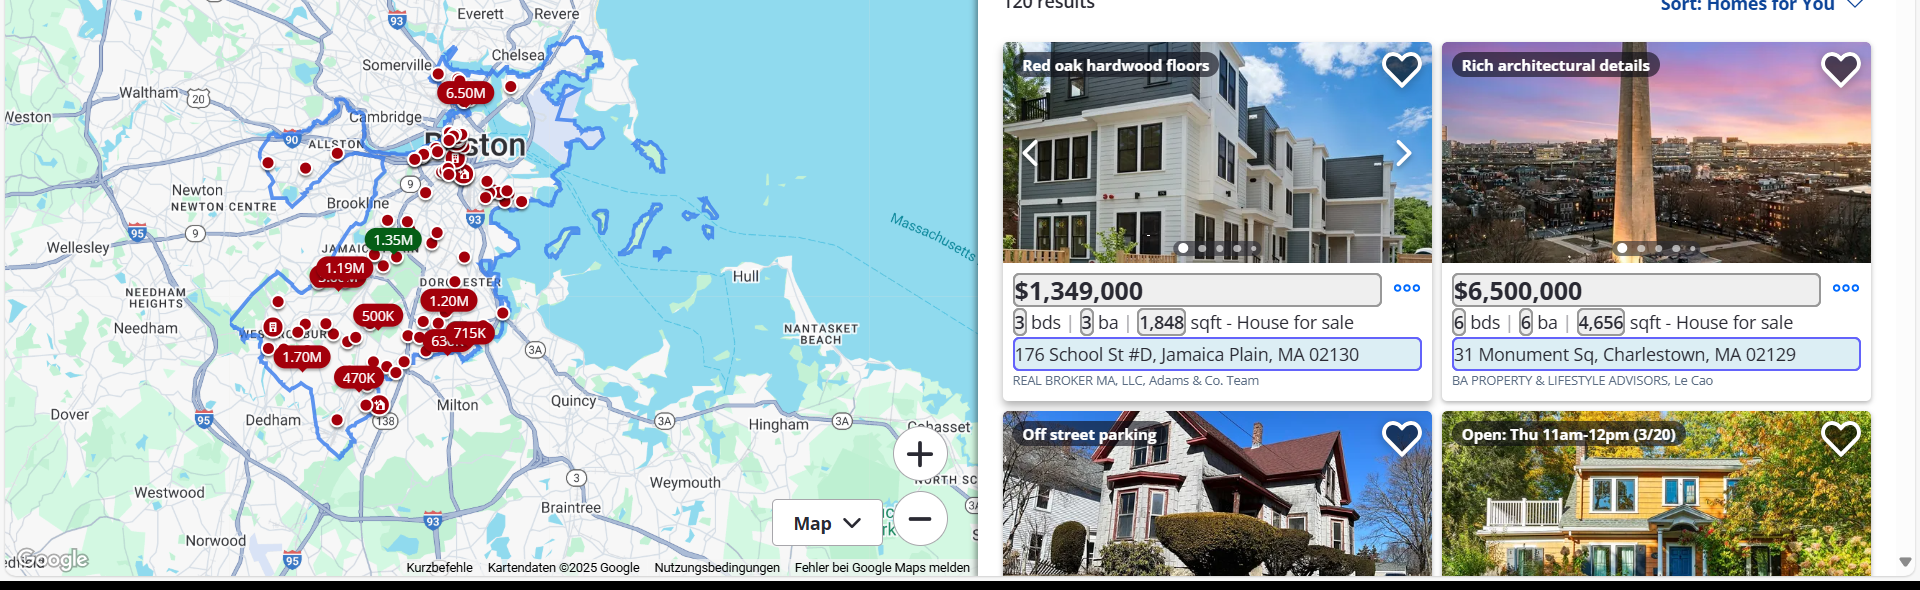 Everett
Revere
Chelsea
Somerville
Waltham
20
Weston
Cambridge
93
6.50M
90
ALLSTON
9
Newton
NEWTON CENTRE
Brookline
93
95
9
Wellesley
1.35M
1.19M
Massachusetts
Hull
NEEDHAM
HEIGHTS
1.20M
500K
715K
Needham
NANTASKET
BEACH
1.70M
3A
470K
Dover
95
Dedham
138
Milton
Quincy
3A
Hingham
3A
Cohasset
Westwood
3
Weymouth
Braintree
93
Norwood
95
Map
Google
Kurzbefehle
Kartendaten ©2025 Google
Nutzungsbedingungen
Fehler bei Google Maps melden
120 results
Sort: Homes for You
Red oak hardwood floors
$1,349,000
3 bds | 3 ba | 1,848 sqft - House for sale
176 School St #D, Jamaica Plain, MA 02130
REAL BROKER MA, LLC, Adams & Co. Team
Rich architectural details
$6,500,000
6 bds | 6 ba | 4,656 sqft - House for sale
31 Monument Sq, Charlestown, MA 02129
BA PROPERTY & LIFESTYLE ADVISORS, Le Cao
Off street parking
Open: Thu 11am-12pm (3/20)